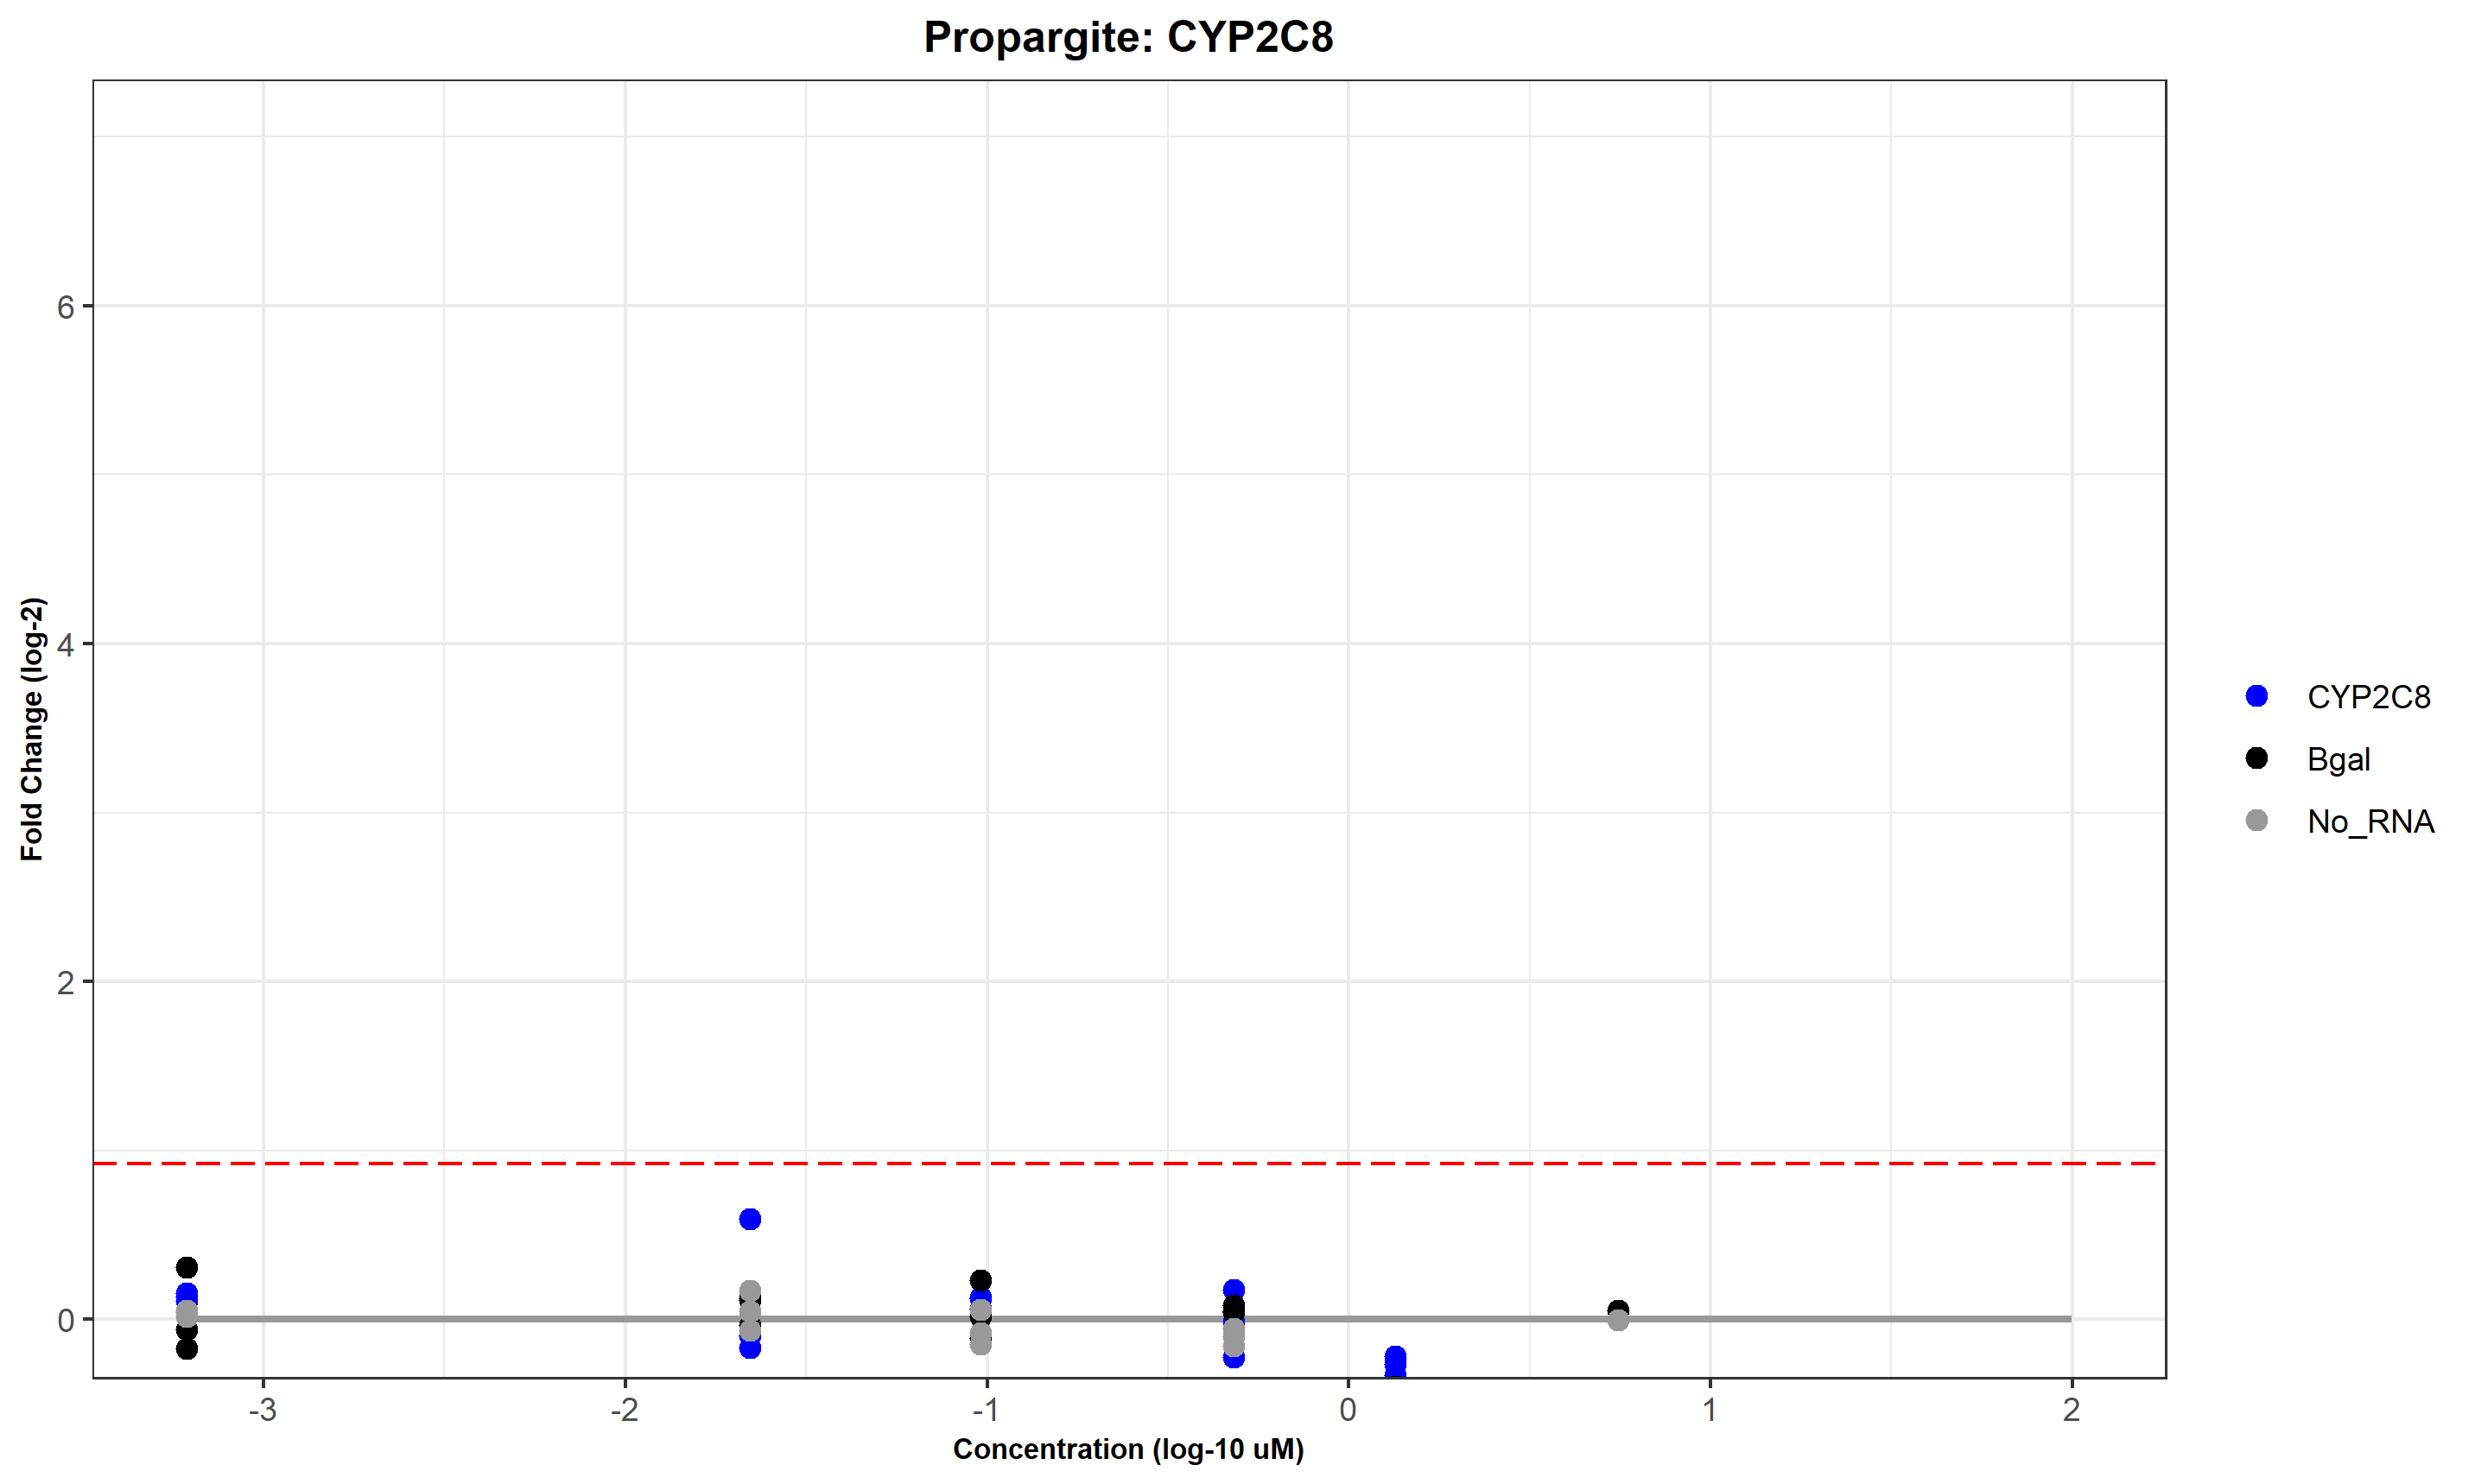 Propargite: CYP2C8
Fold Change (log-2)
6
4
2
0
-3
-2
-1
0
1
2
Concentration (log-10 uM)
CYP2C8
Bgal
No_RNA